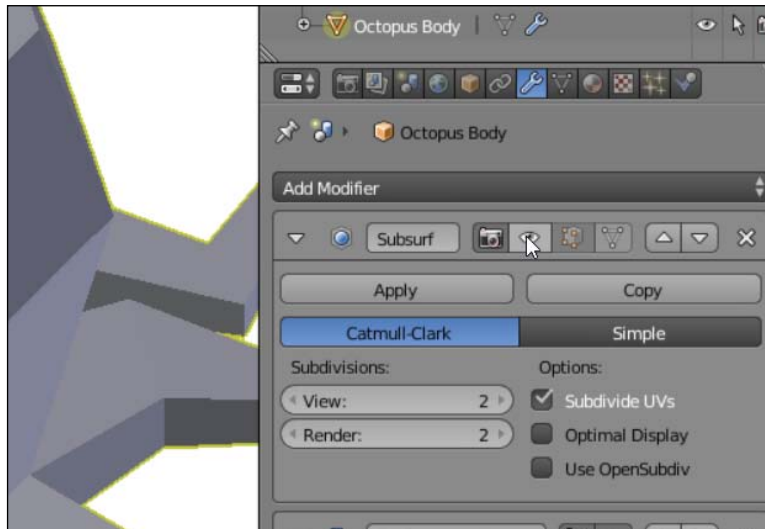 Octopus Body
Octopus Body
Add Modifier
Subsurf
Apply Copy
Catmull-Clark Simple
Subdivisions: Options:
View: 2 Subdivide UVs
Render: 2 Optimal Display
Use OpenSubdiv